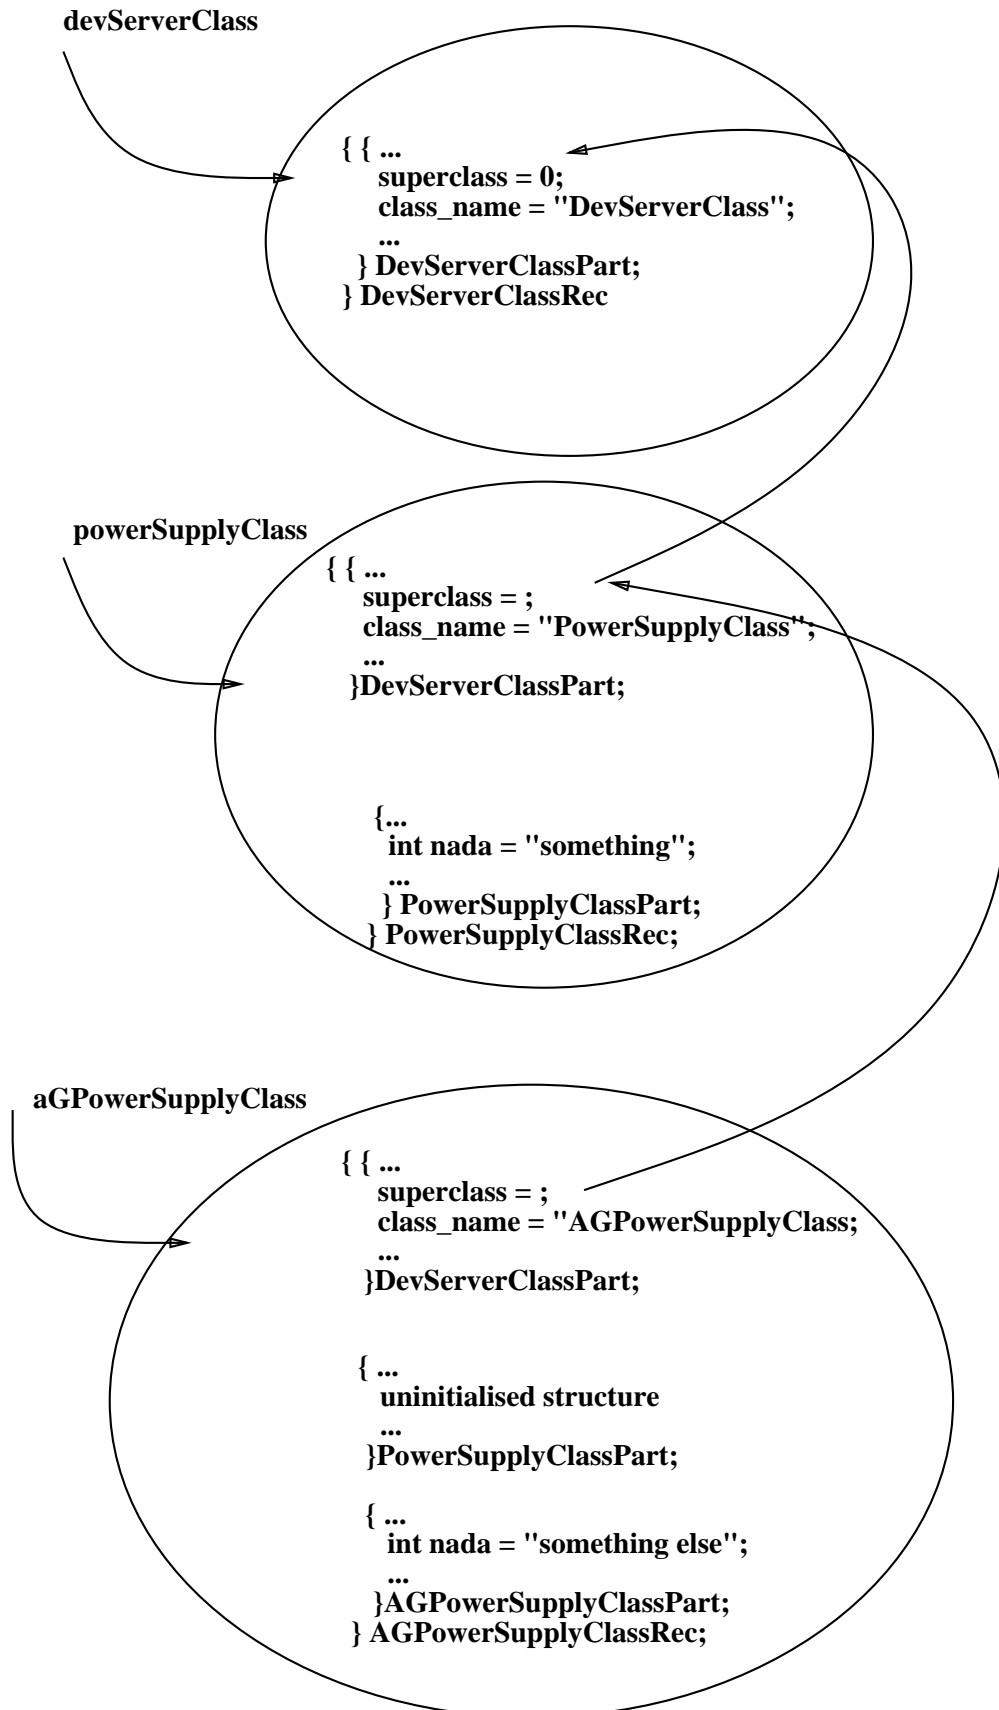 devServerClass
{ { ...
superclass = 0;
class_name = "DevServerClass";
...
} DevServerClassPart;
} DevServerClassRec
powerSupplyClass
{ { ...
superclass = ;
class_name = "PowerSupplyClass";
...
}DevServerClassPart;
{...
int nada = "something";
...
} PowerSupplyClassPart;
} PowerSupplyClassRec;
aGPowerSupplyClass
{ { ...
superclass = ;
class_name = "AGPowerSupplyClass;
...
}DevServerClassPart;
{ ...
uninitialised structure
...
}PowerSupplyClassPart;
{ ...
int nada = "something else";
...
}AGPowerSupplyClassPart;
} AGPowerSupplyClassRec;